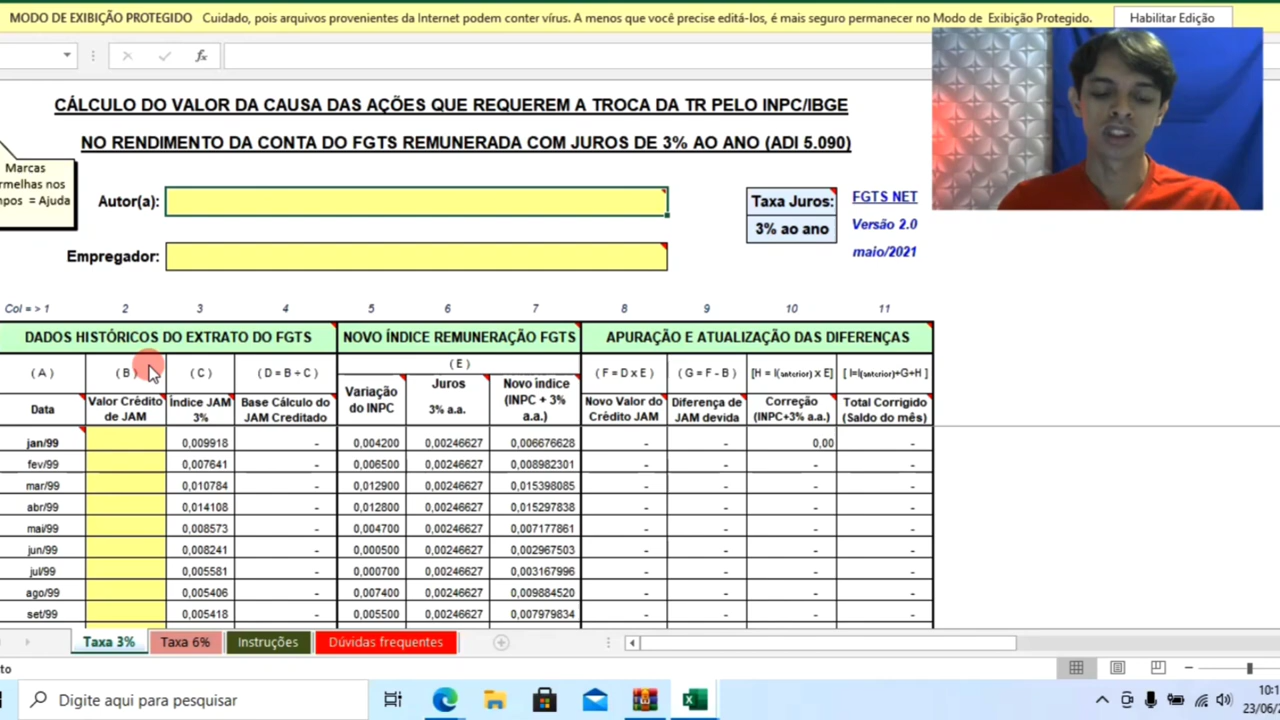 MODO DE EXIBIÇÃO PROTEGIDO Cuidado, pois arquivos provenientes da Internet podem conter vírus. A menos que você precise editá-los, é mais seguro permanecer no Modo de Exibição Protegido. Habilitar Edição
fx
CÁLCULO DO VALOR DA CAUSA DAS AÇÕES QUE REQUEREM A TROCA DA TR PELO INPC/IBGE
NO RENDIMENTO DA CONTA DO FGTS REMUNERADA COM JUROS DE 3% AO ANO (ADI 5.090)
Marcas
rmelhas nos
mpos = Ajuda
Autor(a):
Taxa Juros:
3% ao ano
FGTS NET
Versão 2.0
maio/2021
Empregador:
Col = > 1 2 3 4 5 6 7 8 9 10 11
DADOS HISTÓRICOS DO EXTRATO DO FGTS NOVO ÍNDICE REMUNERAÇÃO FGTS APURAÇÃO E ATUALIZAÇÃO DAS DIFERENÇAS
( A ) ( B ) ( C ) ( D = B ÷ C ) ( E ) ( F = D x E ) ( G = F - B ) [H = I(anterior) X E] [ I=I(anterior)+G+H ]
Data
Valor Crédito
de JAM
Índice JAM
3%
Base Cálculo do
JAM Creditado
Variação
do INPC
Juros
3% a.a.
Novo índice
(INPC + 3%
a.a.)
Novo Valor do
Crédito JAM
Diferença de
JAM devida
Correção
(INPC+3% a.a.)
Total Corrigido
(Saldo do mês)
jan/99 0,009918 - 0,004200 0,00246627 0,006676628 - - 0,00 -
fev/99 0,007641 - 0,006500 0,00246627 0,008982301 - - - -
mar/99 0,010784 - 0,012900 0,00246627 0,015398085 - - - -
abr/99 0,014108 - 0,012800 0,00246627 0,015297838 - - - -
mai/99 0,008573 - 0,004700 0,00246627 0,007177861 - - - -
jun/99 0,008241 - 0,000500 0,00246627 0,002967503 - - - -
jul/99 0,005581 - 0,000700 0,00246627 0,003167996 - - - -
ago/99 0,005406 - 0,007400 0,00246627 0,009884520 - - - -
set/99 0,005418 - 0,005500 0,00246627 0,007979834 - - - -
Taxa 3% Taxa 6% Instruções Dúvidas frequentes
to
Digite aqui para pesquisar
10:1
23/06/2